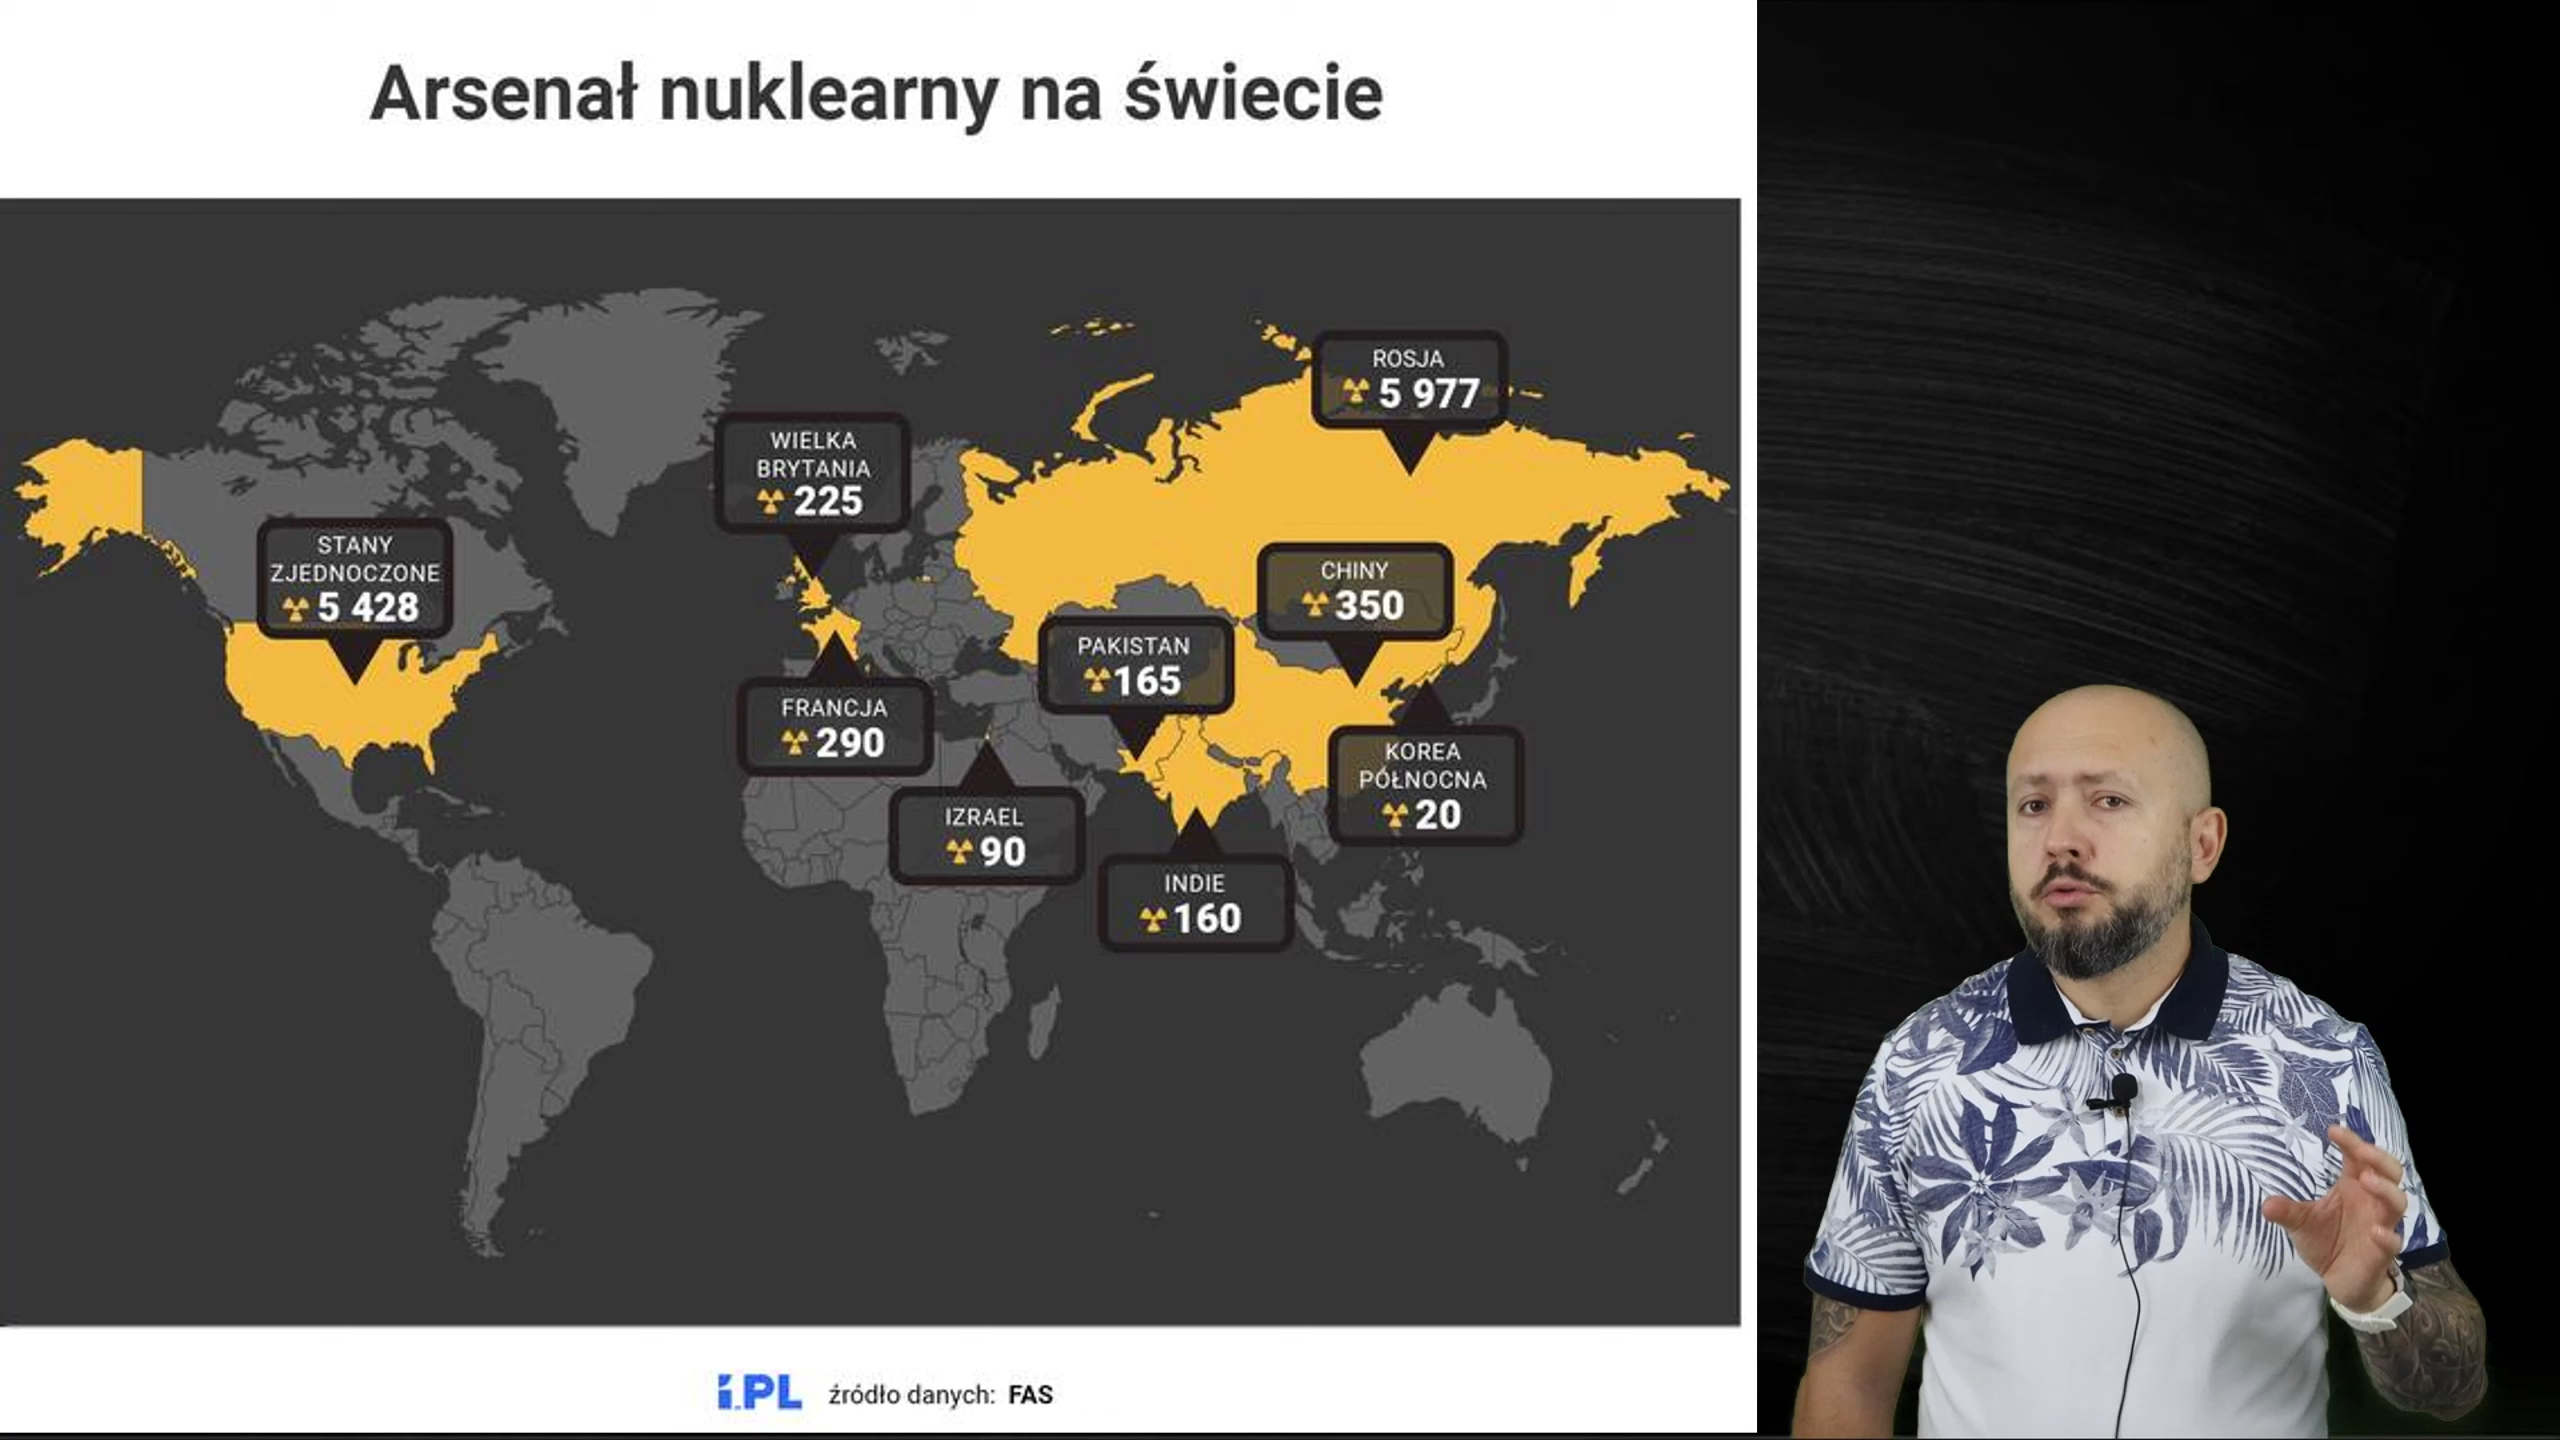 Arsenał nuklearny na świecie
ROSJA
5 977
WIELKA
BRYTANIA
225
STANY
ZJEDNOCZONE
5 428
CHINY
350
PAKISTAN
165
FRANCJA
290
KOREA
PÓŁNOCNA
20
IZRAEL
90
INDIE
160
i.PL źródło danych: FAS